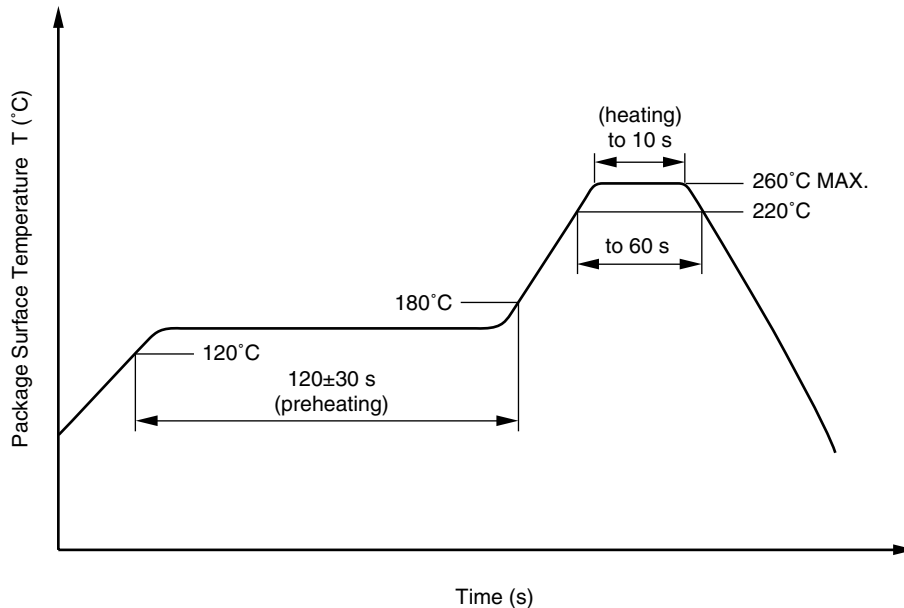 Package Surface Temperature T (˚C)
(heating)
to 10 s
260˚C MAX.
220˚C
to 60 s
180˚C
120˚C
120±30 s
(preheating)
Time (s)